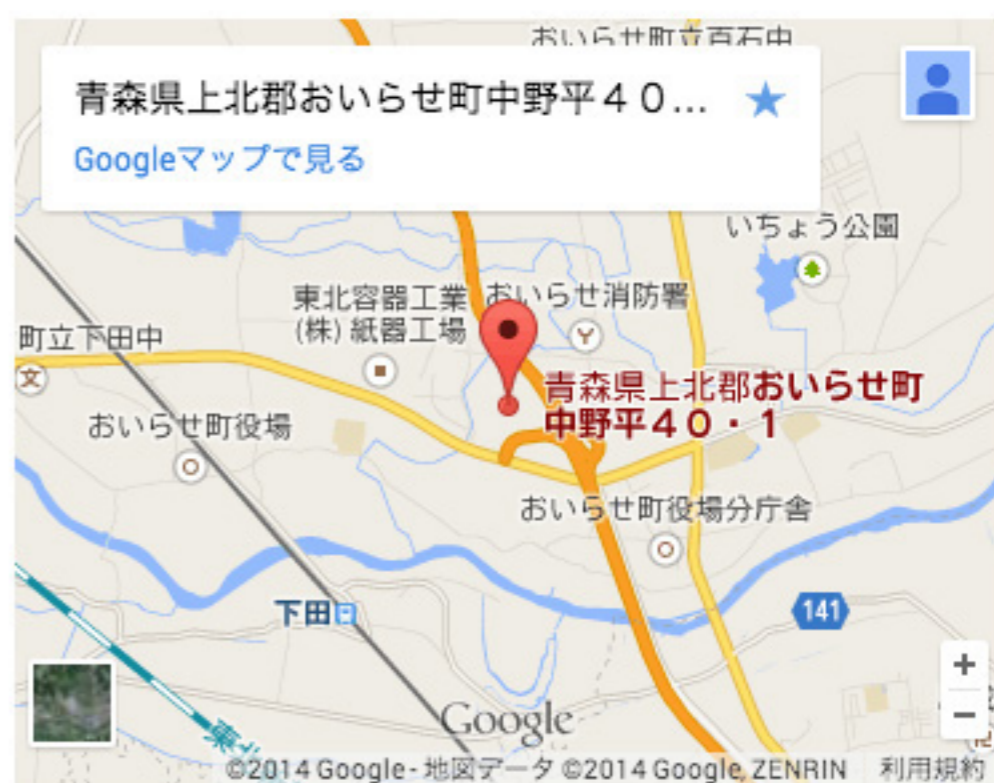 おいらせ町立百石中
青森県上北郡おいらせ町中野平４０...
Googleマップで見る
いちょう公園
東北容器工業
(株) 紙器工場
おいらせ消防署
町立下田中
文
青森県上北郡おいらせ町
中野平４０・１
おいらせ町役場
おいらせ町役場分庁舎
下田
141
+
−
Google
©2014 Google - 地図データ ©2014 Google, ZENRIN
利用規約